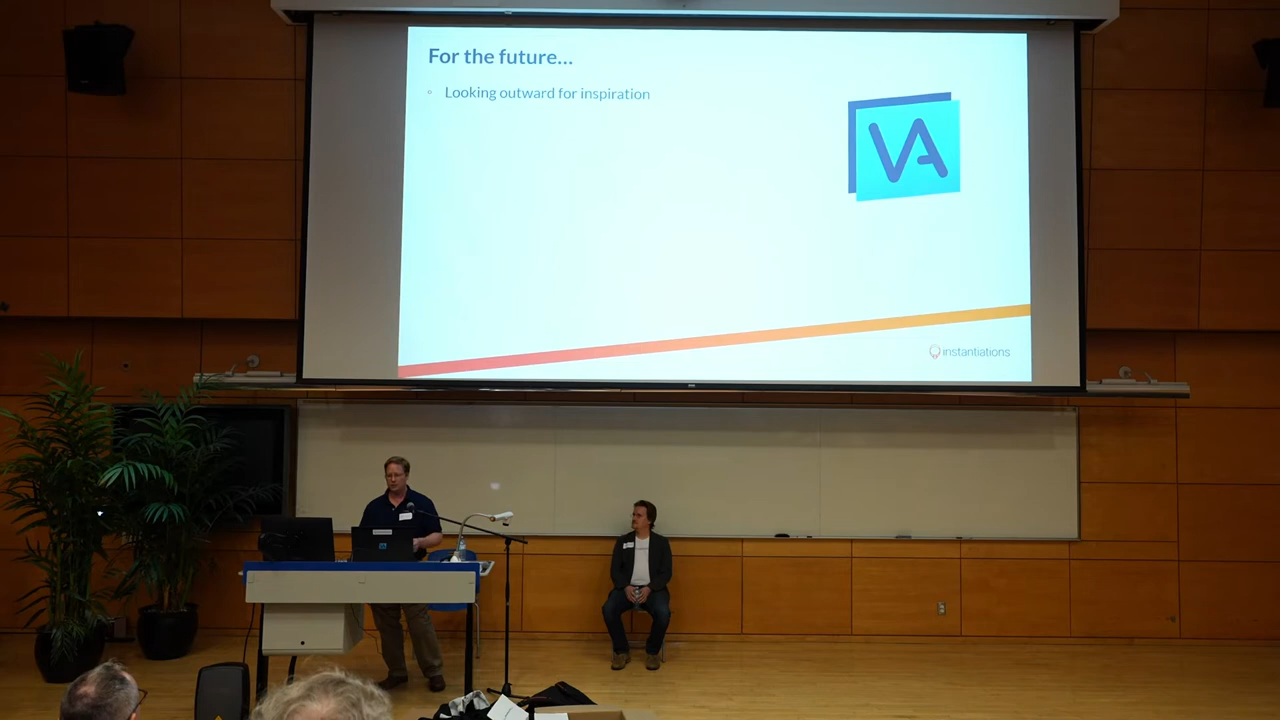 For the future...
Looking outward for inspiration
VA
instantiations